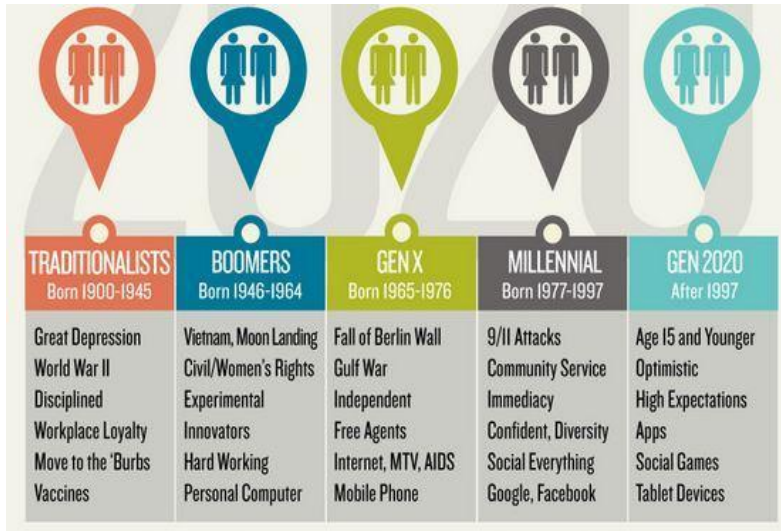 2020
TRADITIONALISTS
Born 1900-1945
Great Depression
World War II
Disciplined
Workplace Loyalty
Move to the ‘Burbs
Vaccines
BOOMERS
Born 1946-1964
Vietnam, Moon Landing
Civil/Women's Rights
Experimental
Innovators
Hard Working
Personal Computer
GEN X
Born 1965-1976
Fall of Berlin Wall
Gulf War
Independent
Free Agents
Internet, MTV, AIDS
Mobile Phone
MILLENNIAL
Born 1977-1997
9/11 Attacks
Community Service
Immediacy
Confident, Diversity
Social Everything
Google, Facebook
GEN 2020
After 1997
Age 15 and Younger
Optimistic
High Expectations
Apps
Social Games
Tablet Devices